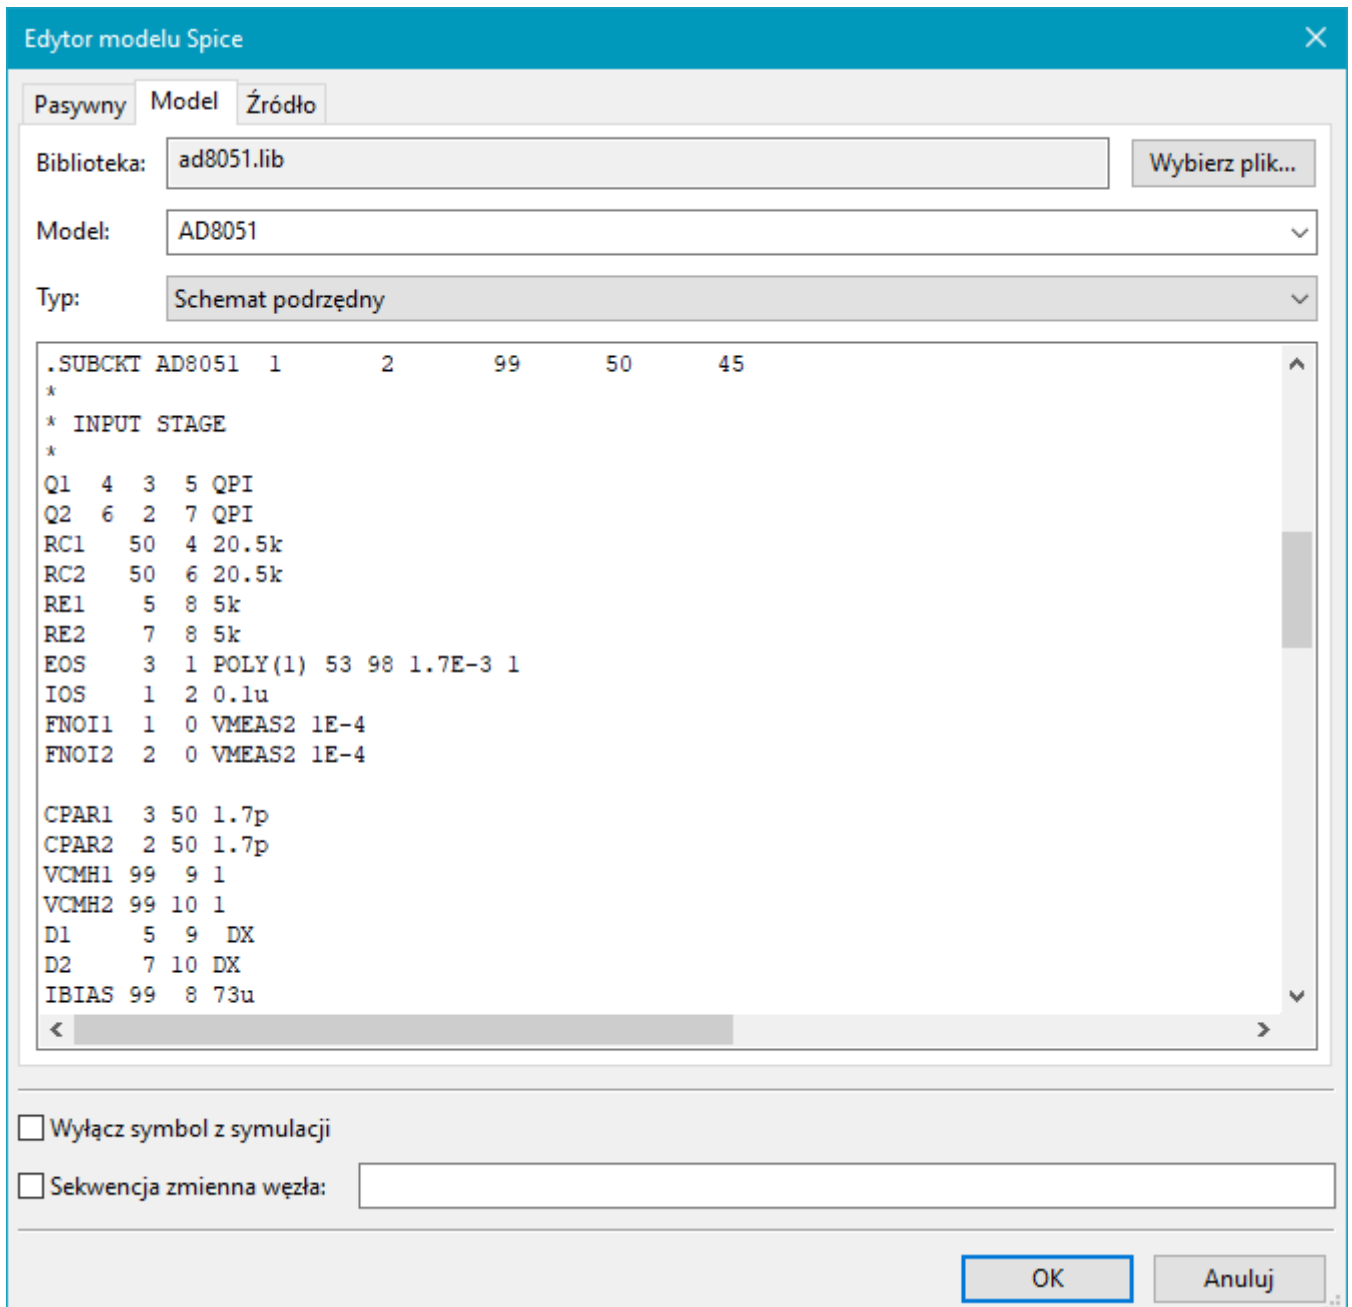 Edytor modelu Spice
Pasywny Model Źródło
Biblioteka: ad8051.lib Wybierz plik...
Model: AD8051
Typ: Schemat podrzędny
.SUBCKT AD8051 1 2 99 50 45
*
* INPUT STAGE
*
Q1 4 3 5 QPI
Q2 6 2 7 QPI
RC1 50 4 20.5k
RC2 50 6 20.5k
RE1 5 8 5k
RE2 7 8 5k
EOS 3 1 POLY(1) 53 98 1.7E-3 1
IOS 1 2 0.1u
FNOI1 1 0 VMEAS2 1E-4
FNOI2 2 0 VMEAS2 1E-4
CPAR1 3 50 1.7p
CPAR2 2 50 1.7p
VCMH1 99 9 1
VCMH2 99 10 1
D1 5 9 DX
D2 7 10 DX
IBIAS 99 8 73u
Wyłącz symbol z symulacji
Sekwencja zmienna węzła:
OK Anuluj